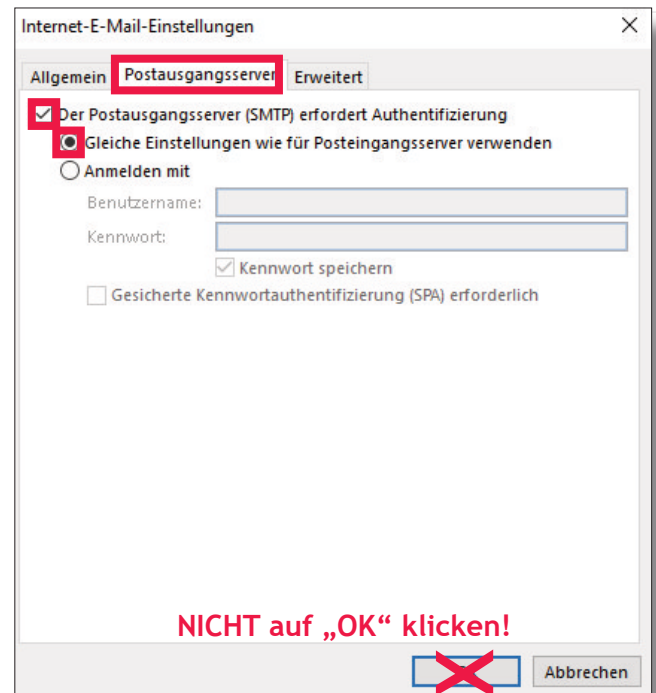 Internet-E-Mail-Einstellungen
Allgemein Postausgangsserver Erweitert
Der Postausgangsserver (SMTP) erfordert Authentifizierung
Gleiche Einstellungen wie für Posteingangsserver verwenden
Anmelden mit
Benutzername:
Kennwort:
Kennwort speichern
Gesicherte Kennwortauthentifizierung (SPA) erforderlich
NICHT auf „OK“ klicken!
Abbrechen